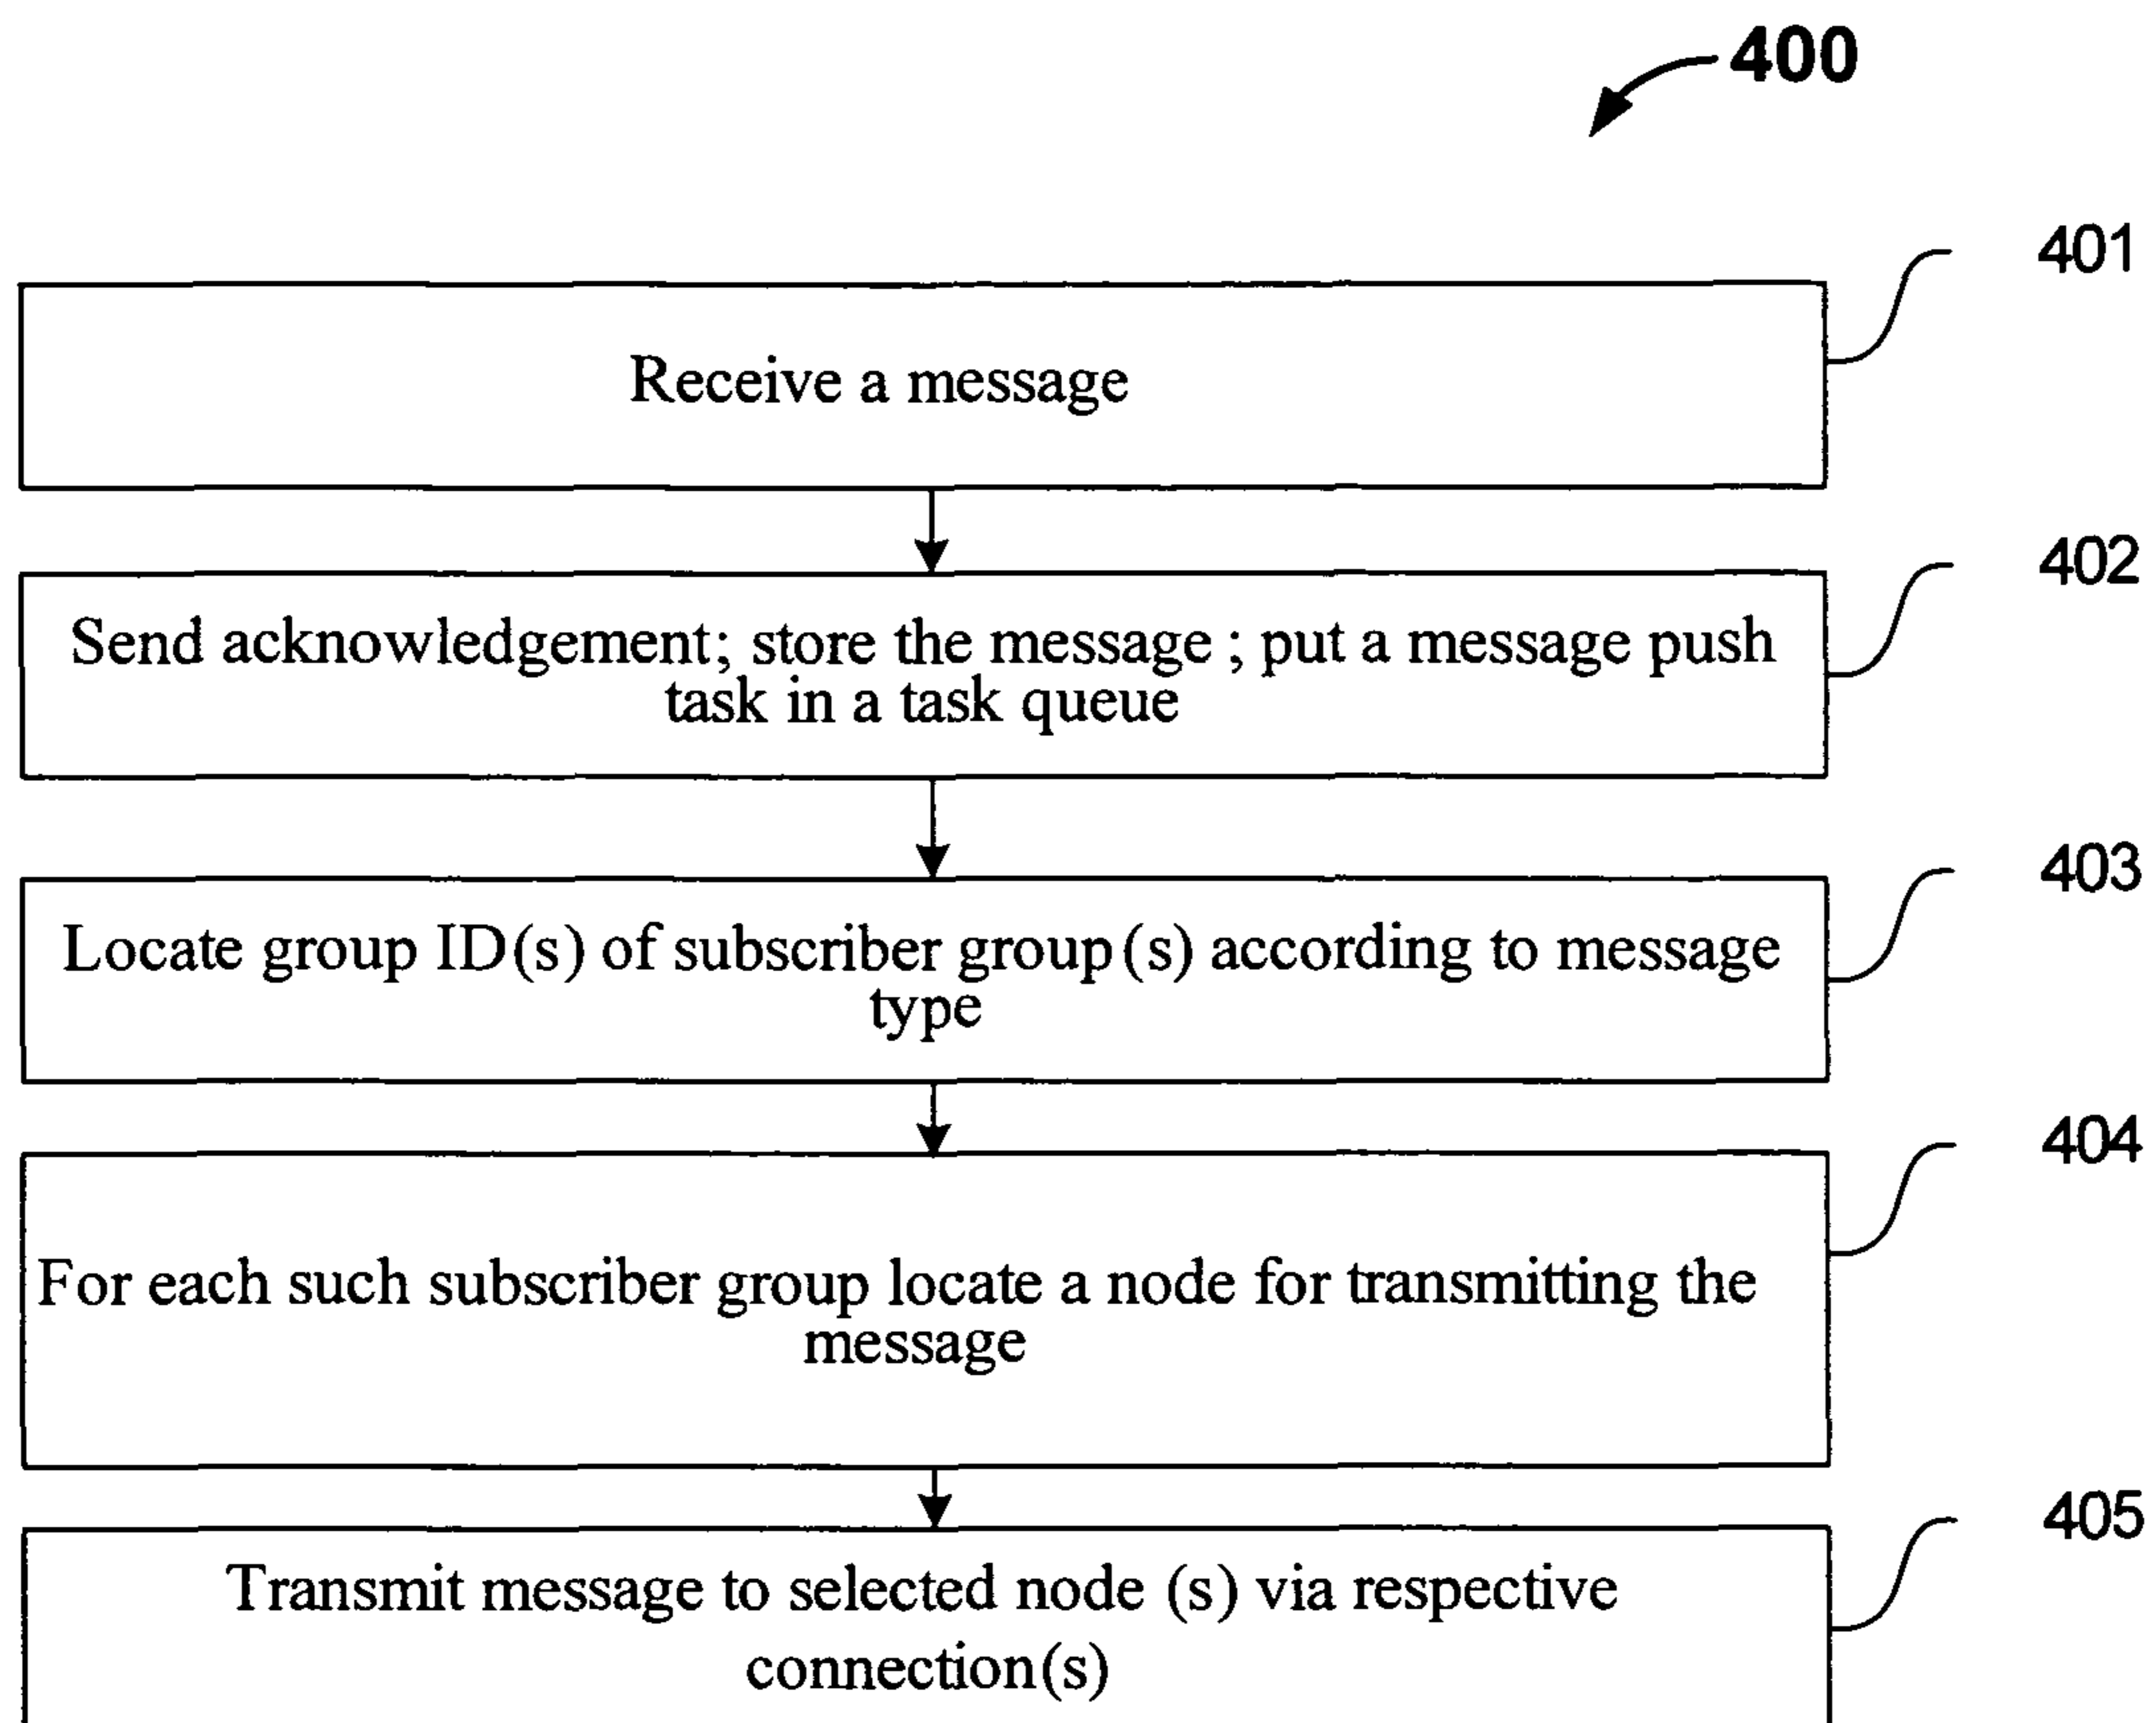 400
401
Receive a message
402
Send acknowledgement; store the message ; put a message push
task in a task queue
403
Locate group ID(s) of subscriber group(s) according to message
type
404
For each such subscriber group locate a node for transmitting the
message
405
Transmit message to selected node (s) via respective
connection(s)